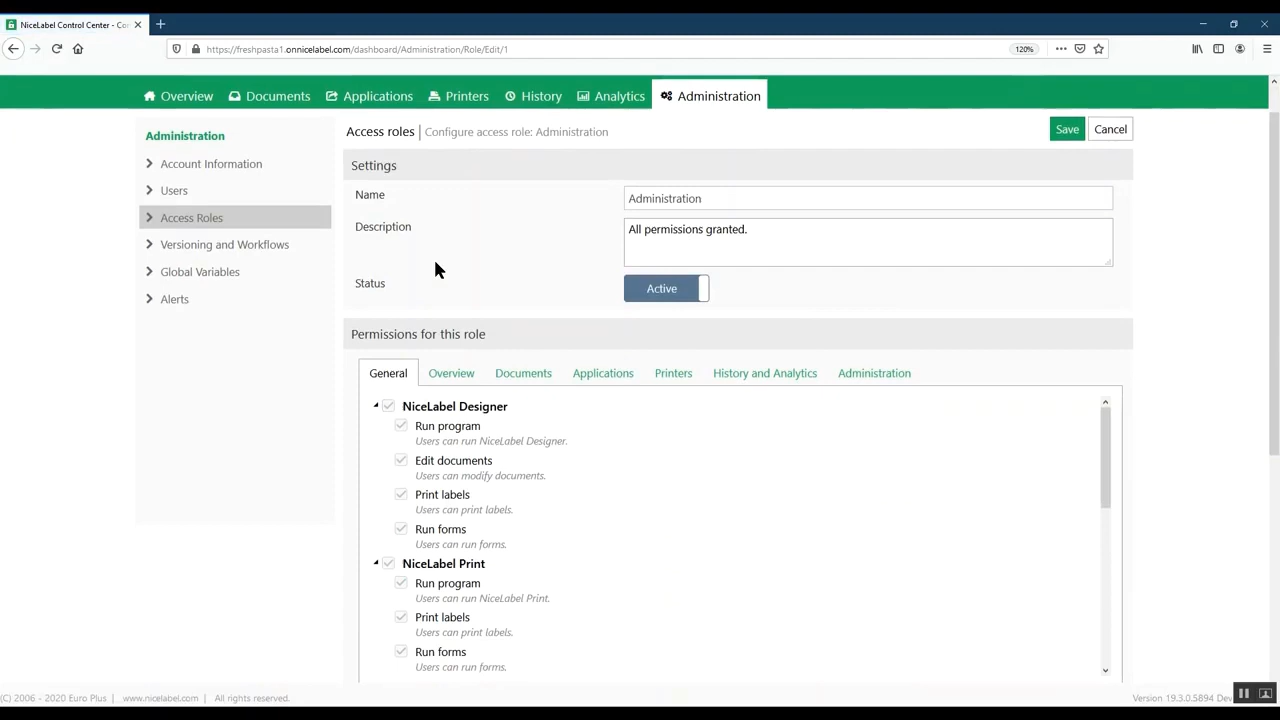 NiceLabel Control Center - Cor
https://freshpasta1.onnicelabel.com/dashboard/Administration/Role/Edit/1
120%
Overview
Documents
Applications
Printers
History
Analytics
Administration
Administration
Account Information
Users
Access Roles
Versioning and Workflows
Global Variables
Alerts
Access roles | Configure access role: Administration
Save
Cancel
Settings
Name
Administration
Description
All permissions granted.
Status
Active
Permissions for this role
General
Overview
Documents
Applications
Printers
History and Analytics
Administration
NiceLabel Designer
Run program
Users can run NiceLabel Designer.
Edit documents
Users can modify documents.
Print labels
Users can print labels.
Run forms
Users can run forms.
NiceLabel Print
Run program
Users can run NiceLabel Print.
Print labels
Users can print labels.
Run forms
Users can run forms.
(C) 2006 - 2020 Euro Plus | www.nicelabel.com | All rights reserved.
Version 19.3.0.5894 Dev